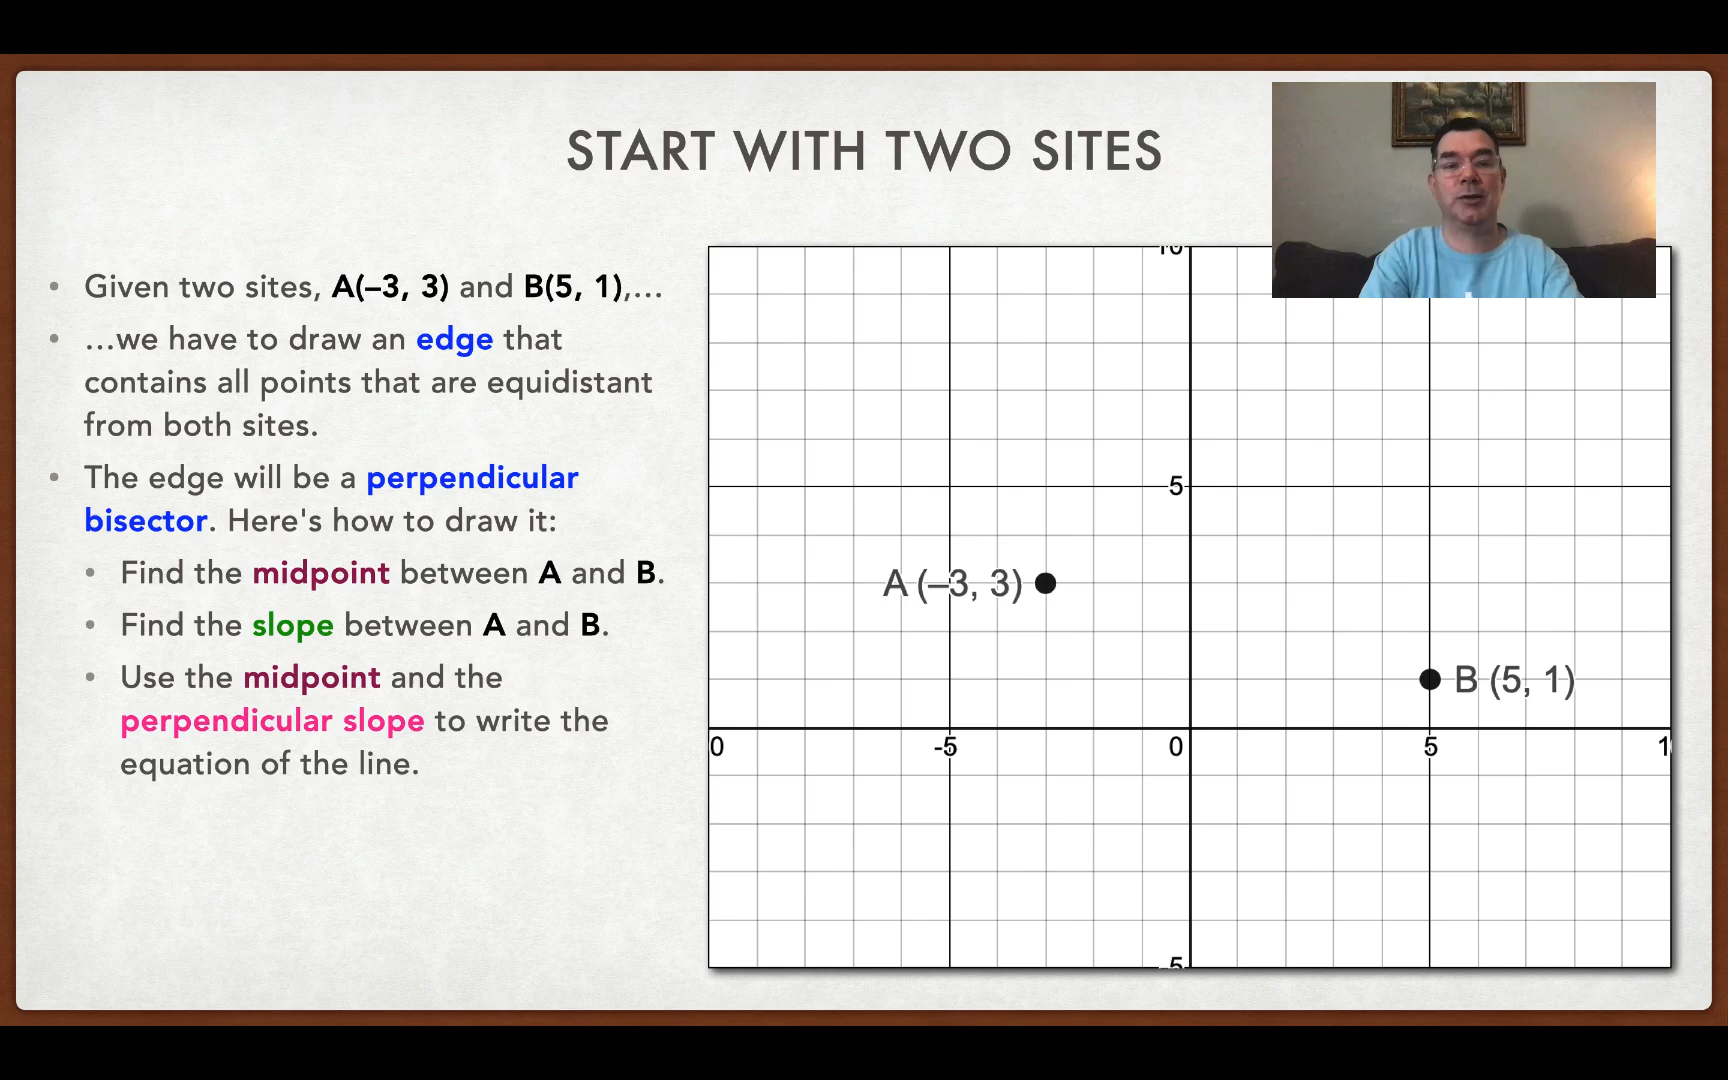 START WITH TWO SITES
• Given two sites, A(–3, 3) and B(5, 1),…
• …we have to draw an edge that
contains all points that are equidistant
from both sites.
• The edge will be a perpendicular
bisector. Here's how to draw it:
• Find the midpoint between A and B.
• Find the slope between A and B.
• Use the midpoint and the
perpendicular slope to write the
equation of the line.
10
5
A (–3, 3)
B (5, 1)
0 -5 0 5 1
-5